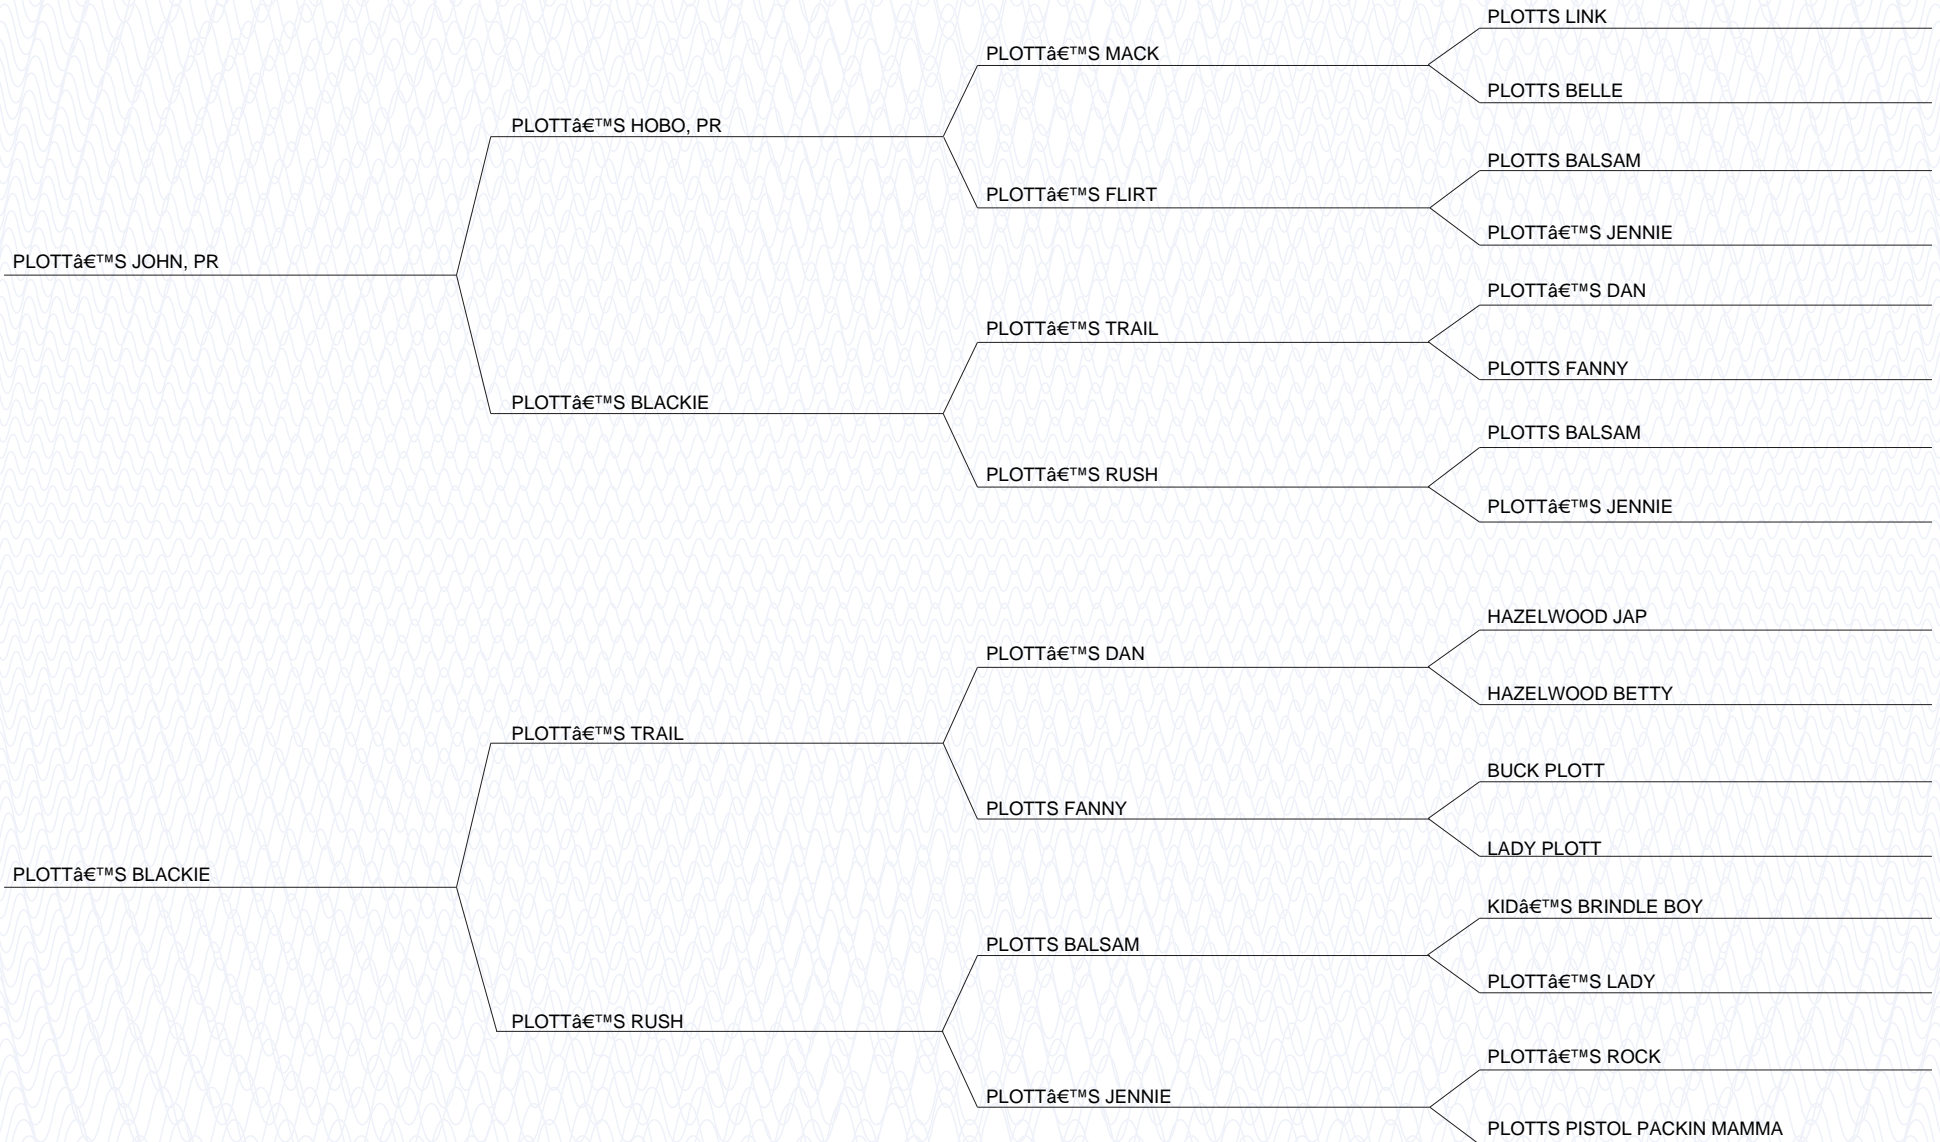 PLOTTS LINK
PLOTTâ€™S MACK
PLOTTS BELLE
PLOTTâ€™S HOBO, PR
PLOTTS BALSAM
PLOTTâ€™S FLIRT
PLOTTâ€™S JENNIE
PLOTTâ€™S JOHN, PR
PLOTTâ€™S DAN
PLOTTâ€™S TRAIL
PLOTTS FANNY
PLOTTâ€™S BLACKIE
PLOTTS BALSAM
PLOTTâ€™S RUSH
PLOTTâ€™S JENNIE
HAZELWOOD JAP
PLOTTâ€™S DAN
HAZELWOOD BETTY
PLOTTâ€™S TRAIL
BUCK PLOTT
PLOTTS FANNY
LADY PLOTT
PLOTTâ€™S BLACKIE
KIDâ€™S BRINDLE BOY
PLOTTS BALSAM
PLOTTâ€™S LADY
PLOTTâ€™S RUSH
PLOTTâ€™S ROCK
PLOTTâ€™S JENNIE
PLOTTS PISTOL PACKIN MAMMA